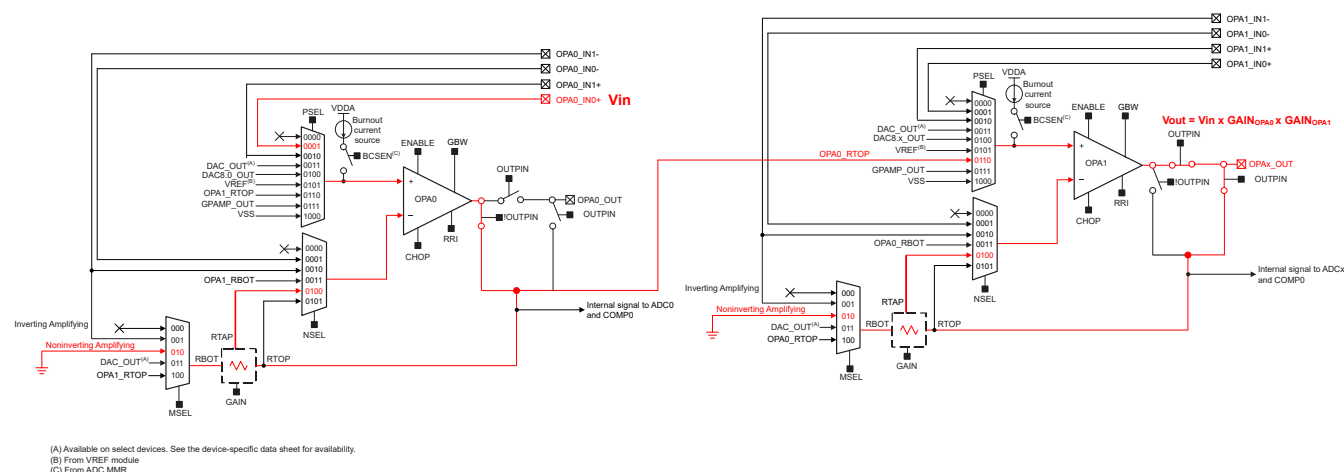 OPA0_IN1-
OPA0_IN0-
OPA0_IN1+
OPA0_IN0+ Vin
VDDA
Burnout
current
source
PSEL
BCSEN(C)
ENABLE
GBW
0000
0001
0010
0011
0100
0101
0110
0111
1000
DAC_OUT(A)
DAC8.0_OUT
VREF(B)
OPA1_RTOP
GPAMP_OUT
VSS
+
OPA0
−
OUTPIN
OPA0_OUT
!OUTPIN
OUTPIN
RRI
CHOP
0000
0001
0010
0011
0100
0101
OPA1_RBOT
NSEL
Internal signal to ADC0
and COMP0
Inverting Amplifying
Noninverting Amplifying
DAC_OUT(A)
OPA1_RTOP
000
001
010
011
100
MSEL
RBOT
RTAP
RTOP
GAIN
OPA1_IN1-
OPA1_IN0-
OPA1_IN1+
OPA1_IN0+
VDDA
Burnout
current
source
PSEL
BCSEN(C)
ENABLE
GBW
Vout = Vin x GAINOPA0 x GAINOPA1
0000
0001
0010
0011
0100
0101
0110
0111
1000
DAC_OUT(A)
DAC8.x_OUT
VREF(B)
OPA0_RTOP
GPAMP_OUT
VSS
+
OPA1
−
OUTPIN
OPAx_OUT
!OUTPIN
OUTPIN
RRI
CHOP
0000
0001
0010
0011
0100
0101
OPA0_RBOT
NSEL
Internal signal to ADCx
and COMP0
Inverting Amplifying
Noninverting Amplifying
DAC_OUT(A)
OPA0_RTOP
000
001
010
011
100
MSEL
RBOT
RTAP
RTOP
GAIN
(A) Available on select devices. See the device-specific data sheet for availability.
(B) From VREF module
(C) From ADC MMR